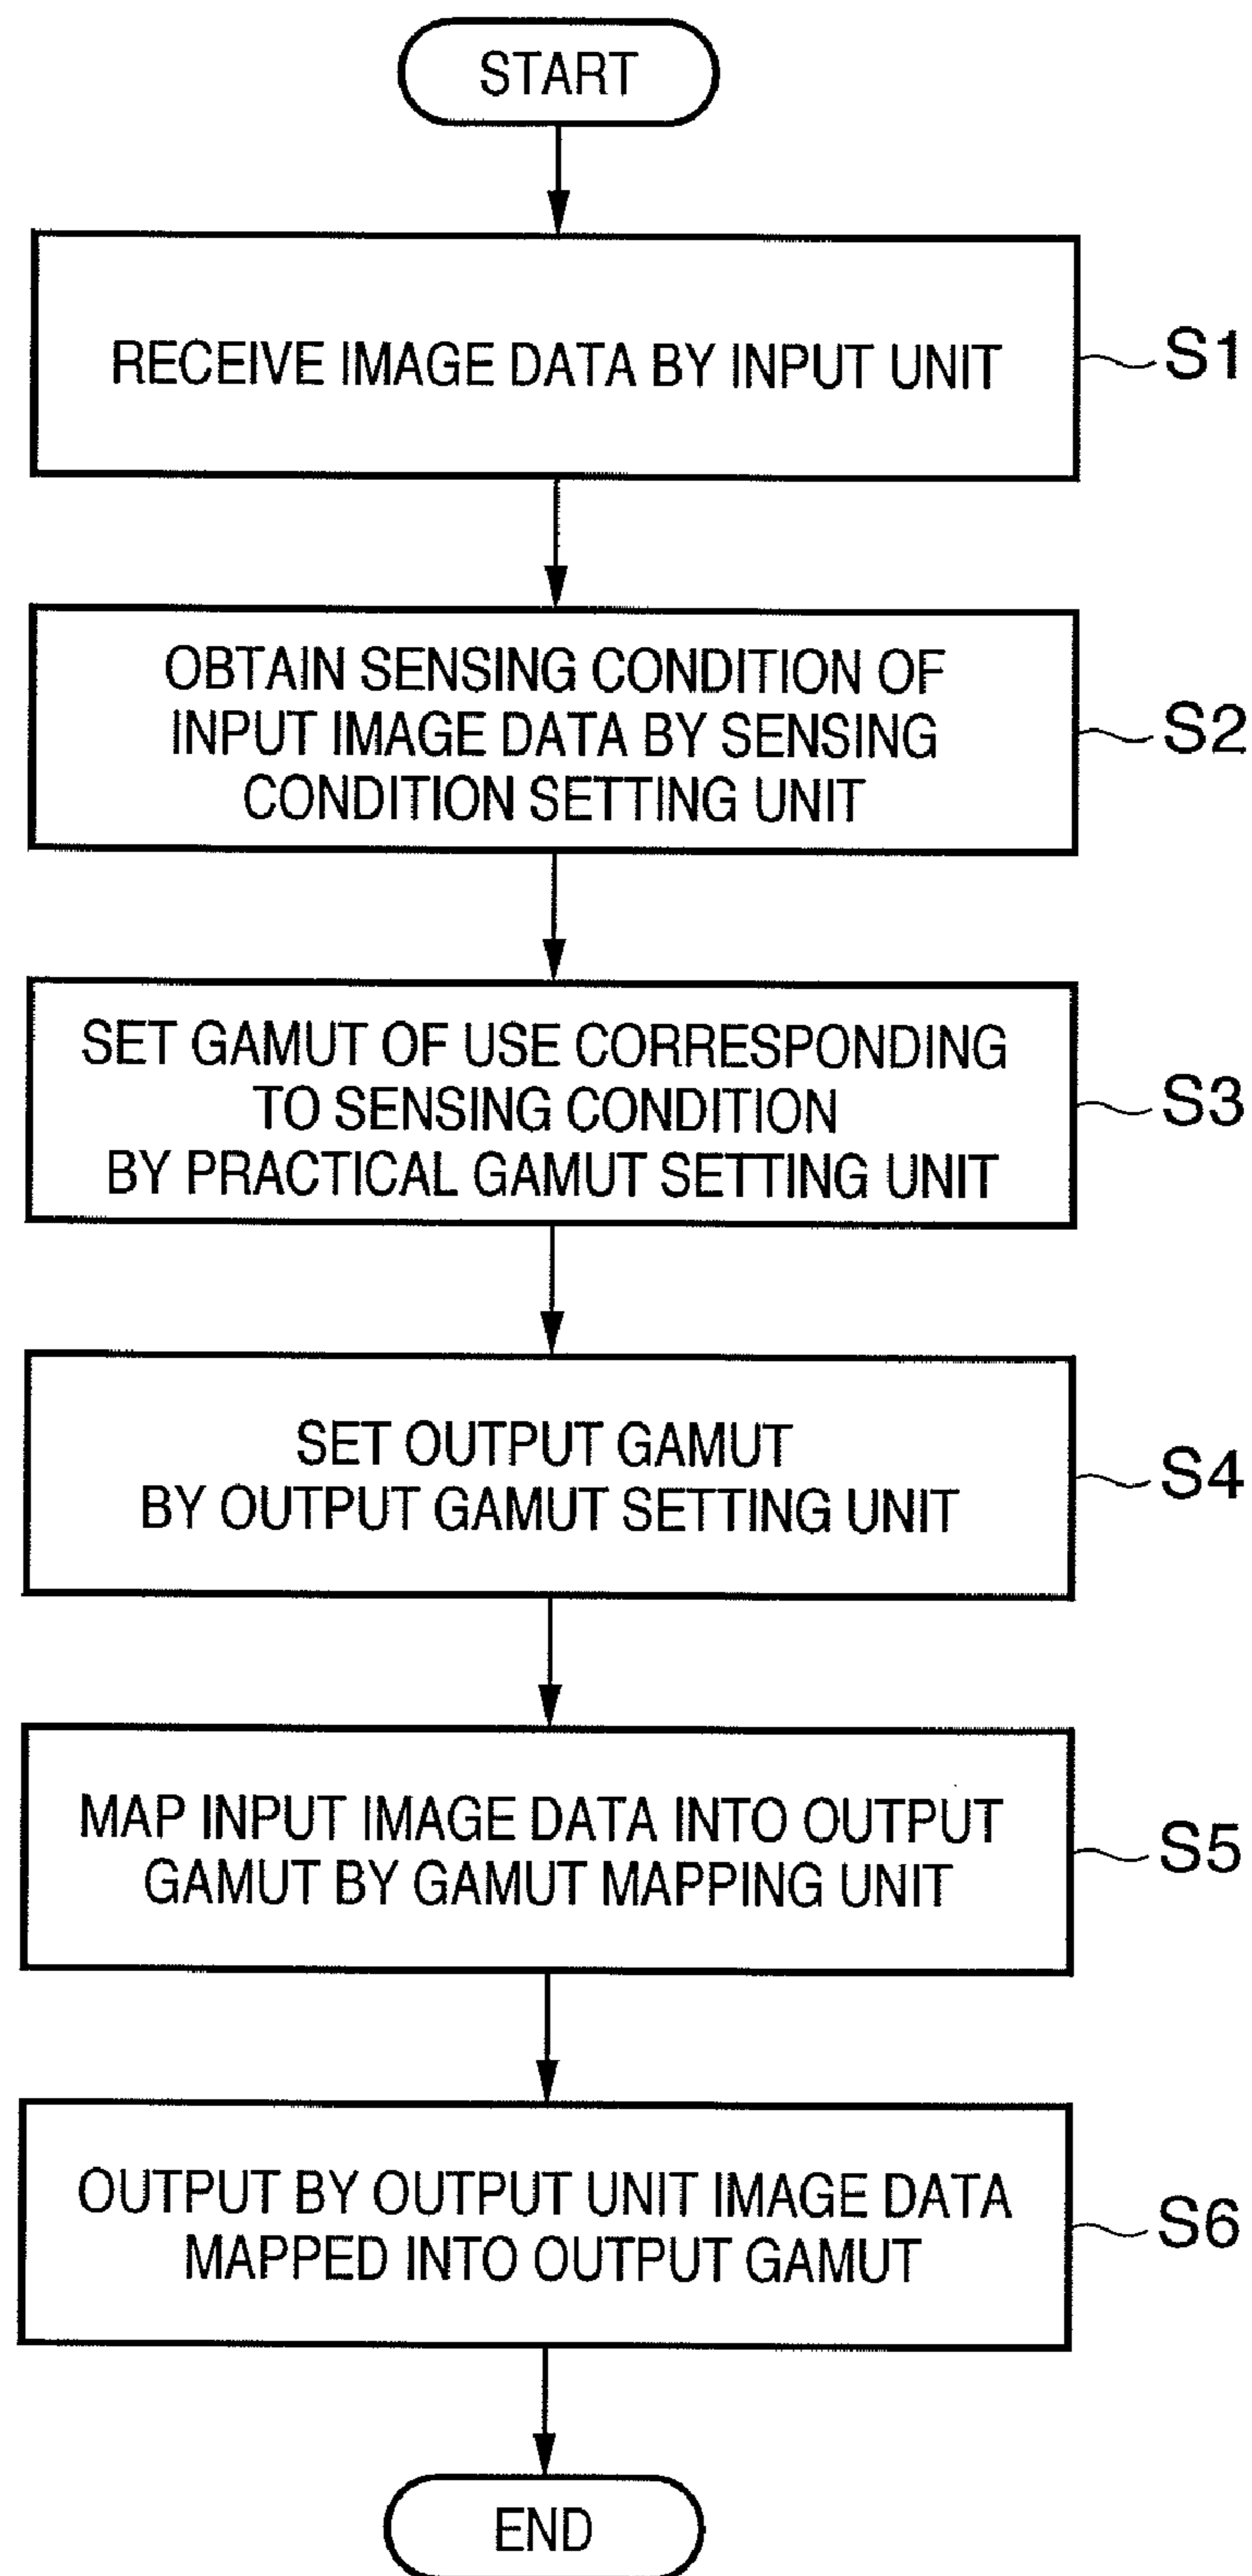 START
RECEIVE IMAGE DATA BY INPUT UNIT
S1
OBTAIN SENSING CONDITION OF
INPUT IMAGE DATA BY SENSING
CONDITION SETTING UNIT
S2
SET GAMUT OF USE CORRESPONDING
TO SENSING CONDITION
BY PRACTICAL GAMUT SETTING UNIT
S3
SET OUTPUT GAMUT
BY OUTPUT GAMUT SETTING UNIT
S4
MAP INPUT IMAGE DATA INTO OUTPUT
GAMUT BY GAMUT MAPPING UNIT
S5
OUTPUT BY OUTPUT UNIT IMAGE DATA
MAPPED INTO OUTPUT GAMUT
S6
END